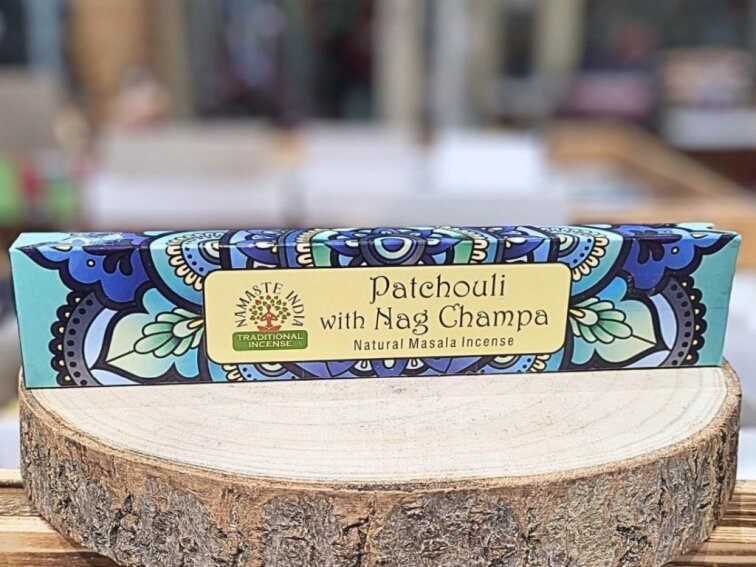 NAMASTE INDIA
TRADITIONAL
INCENSE
Patchouli
with Nag Champa
Natural Masala Incense